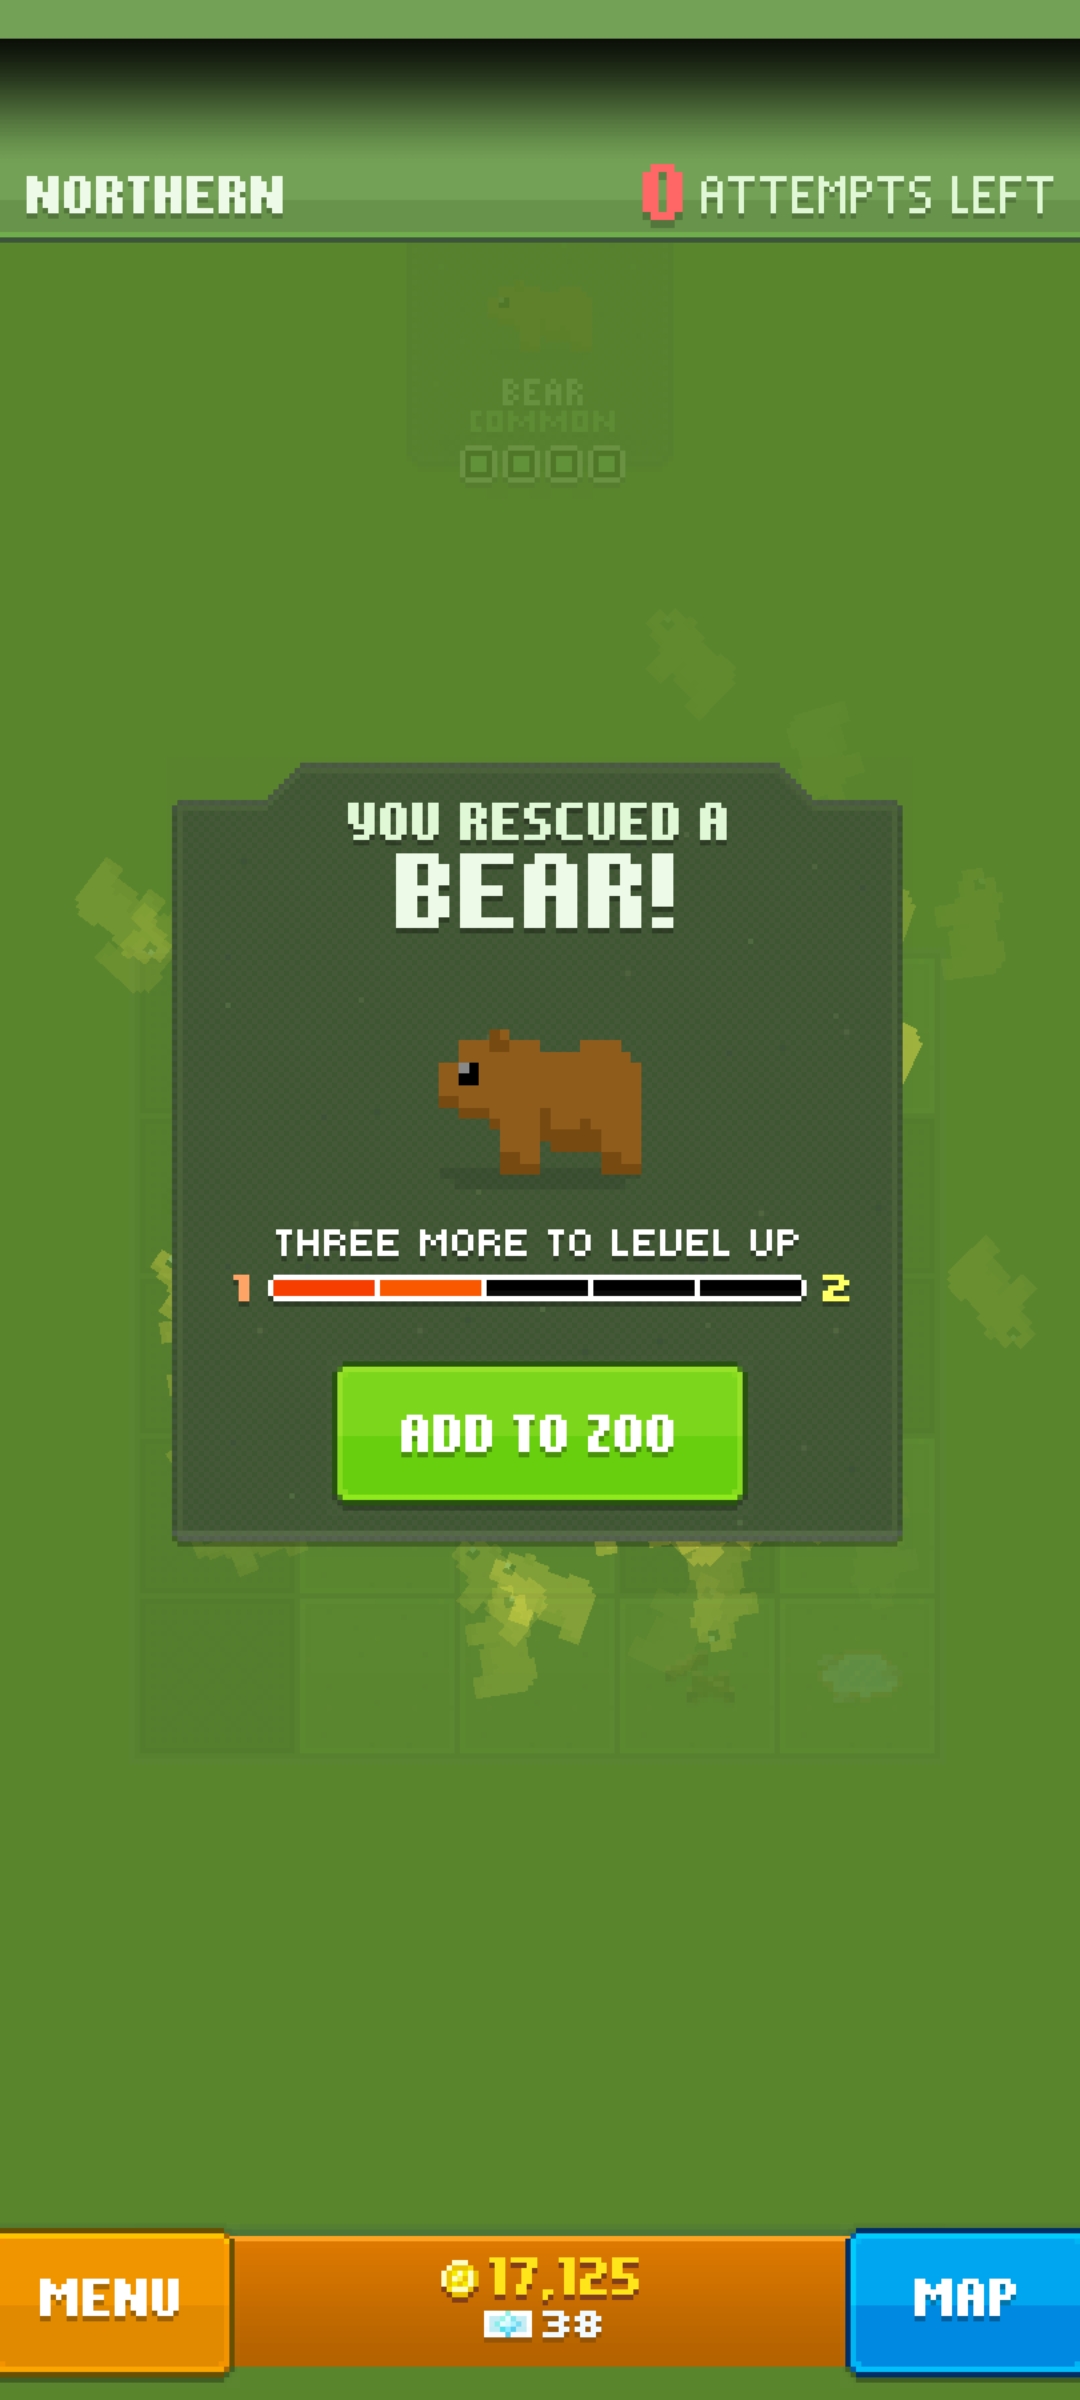 NORTHERN
0 ATTEMPTS LEFT
BEAR
COMMON
YOU RESCUED A
BEAR!
THREE MORE TO LEVEL UP
1 2
ADD TO ZOO
MENU
17,125
38
MAP